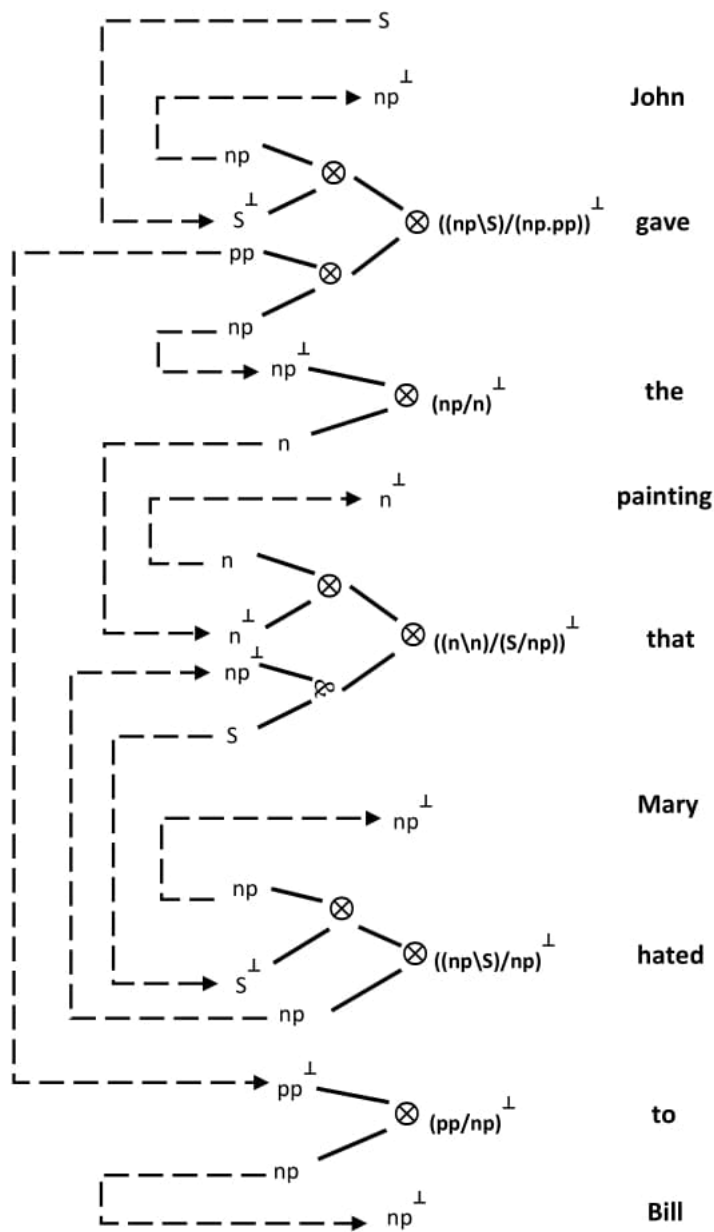 S
np⊥ John
np
⊗
S⊥
⊗ ((np\S)/(np.pp))⊥ gave
pp
⊗
np
np⊥
⊗ (np/n)⊥ the
n
n⊥ painting
n
⊗
n⊥
⊗ ((n\n)/(S/np))⊥ that
np⊥
⅋
S
np⊥ Mary
np
⊗
⊗ ((np\S)/np)⊥ hated
S⊥
np
pp⊥
⊗ (pp/np)⊥ to
np
np⊥ Bill